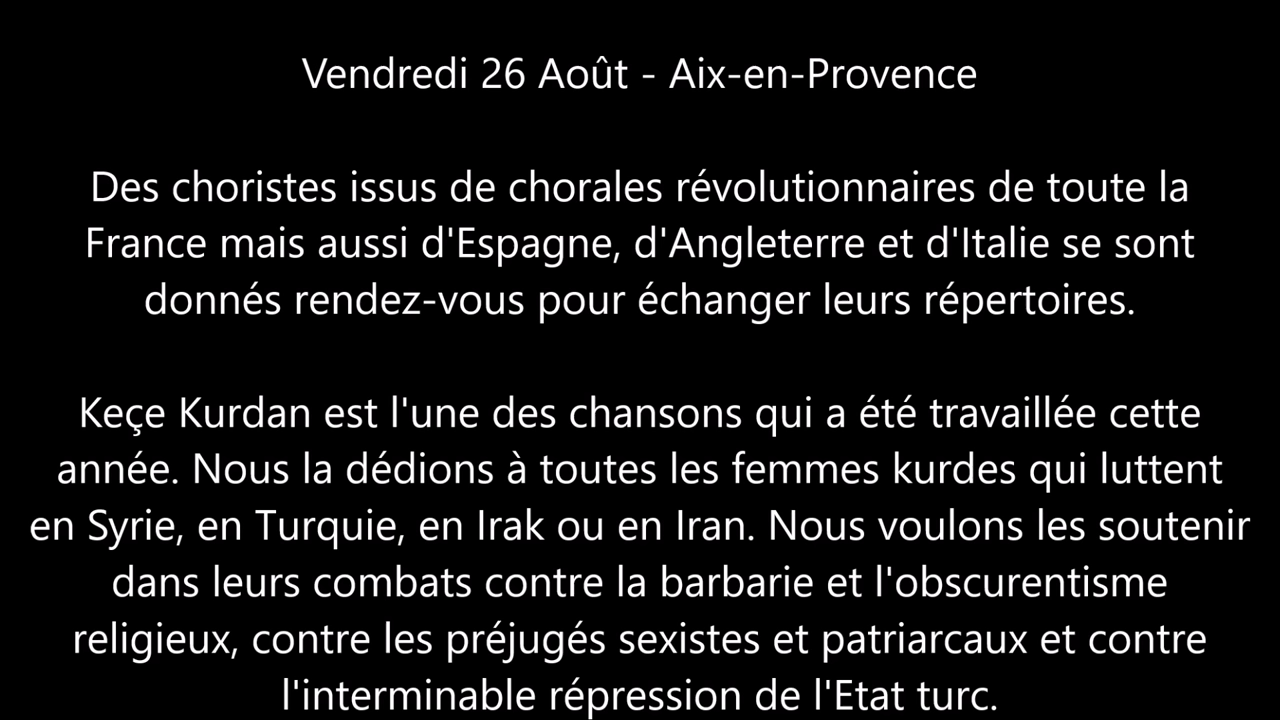 Vendredi 26 Août - Aix-en-Provence
Des choristes issus de chorales révolutionnaires de toute la
France mais aussi d'Espagne, d'Angleterre et d'Italie se sont
donnés rendez-vous pour échanger leurs répertoires.
Keçe Kurdan est l'une des chansons qui a été travaillée cette
année. Nous la dédions à toutes les femmes kurdes qui luttent
en Syrie, en Turquie, en Irak ou en Iran. Nous voulons les soutenir
dans leurs combats contre la barbarie et l'obscurentisme
religieux, contre les préjugés sexistes et patriarcaux et contre
l'interminable répression de l'Etat turc.